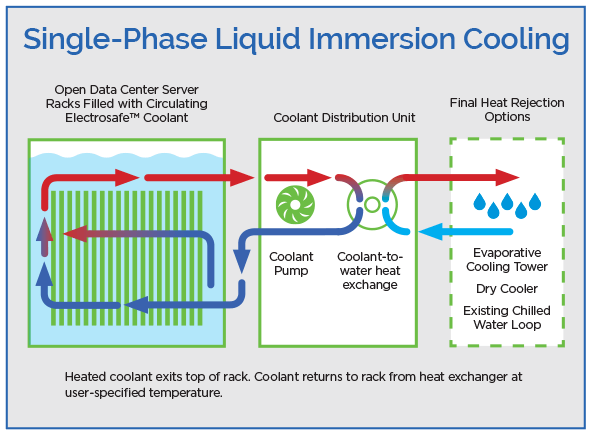 Single-Phase Liquid Immersion Cooling
Open Data Center Server
Racks Filled with Circulating
Electrosafe™ Coolant
Coolant Distribution Unit
Final Heat Rejection
Options
Coolant
Pump
Coolant-to-
water heat
exchange
Evaporative
Cooling Tower
Dry Cooler
Existing Chilled
Water Loop
Heated coolant exits top of rack. Coolant returns to rack from heat exchanger at
user-specified temperature.